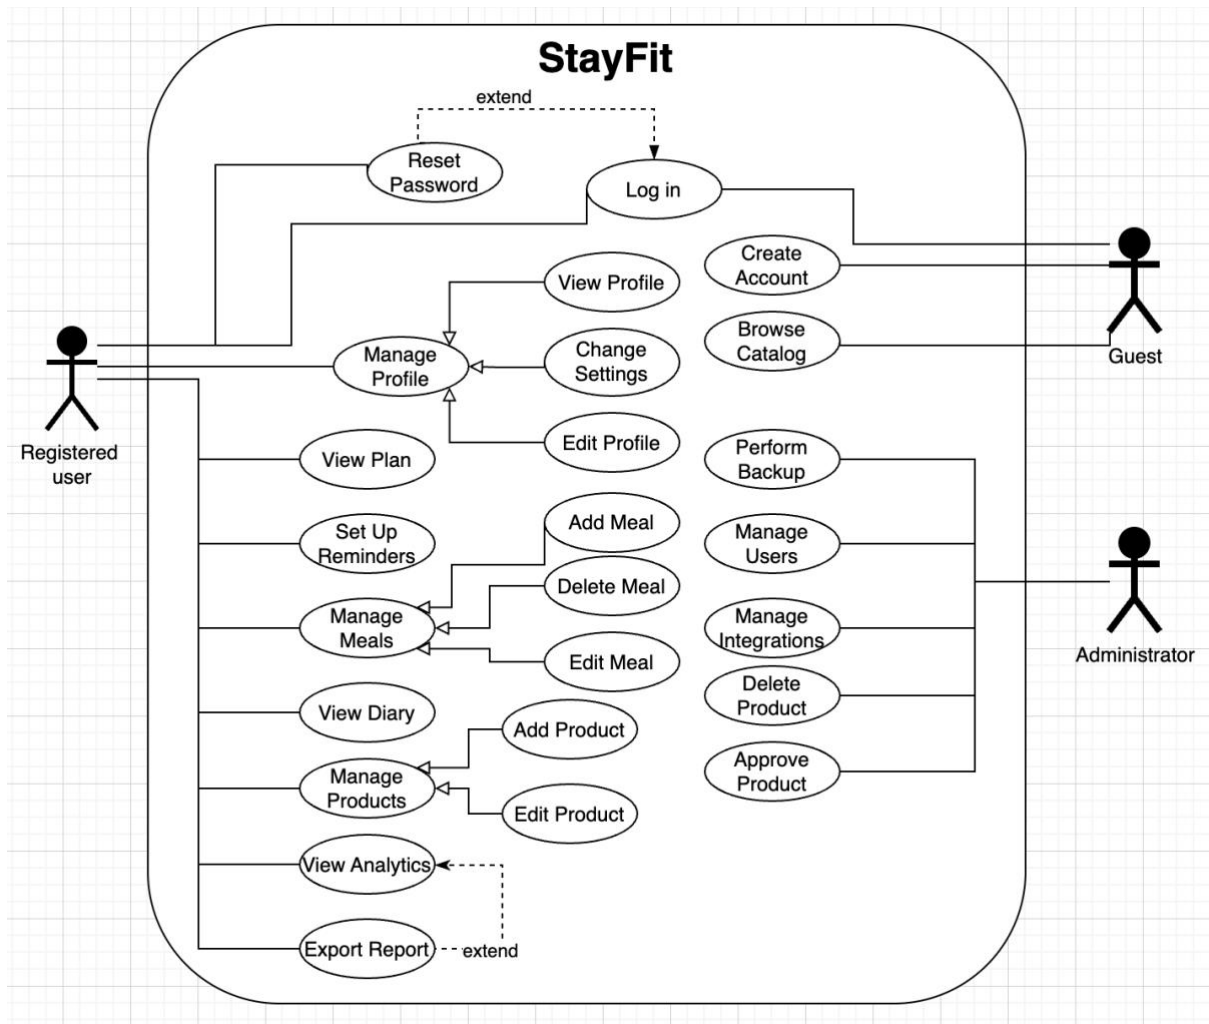 StayFit
extend
Reset
Password
Log in
Create
Account
View Profile
Browse
Catalog
Manage
Profile
Change
Settings
Guest
Edit Profile
Registered
user
View Plan
Perform
Backup
Add Meal
Set Up
Reminders
Manage
Users
Delete Meal
Manage
Meals
Manage
Integrations
Administrator
Edit Meal
Delete
Product
View Diary
Add Product
Manage
Products
Approve
Product
Edit Product
View Analytics
Export Report
extend